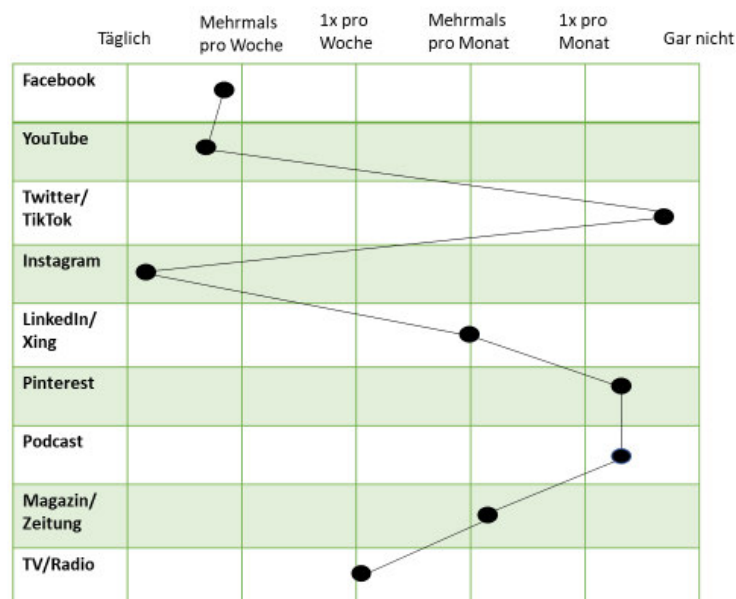 Täglich
Mehrmals
pro Woche
1x pro
Woche
Mehrmals
pro Monat
1x pro
Monat
Gar nicht
Facebook
YouTube
Twitter/
TikTok
Instagram
LinkedIn/
Xing
Pinterest
Podcast
Magazin/
Zeitung
TV/Radio